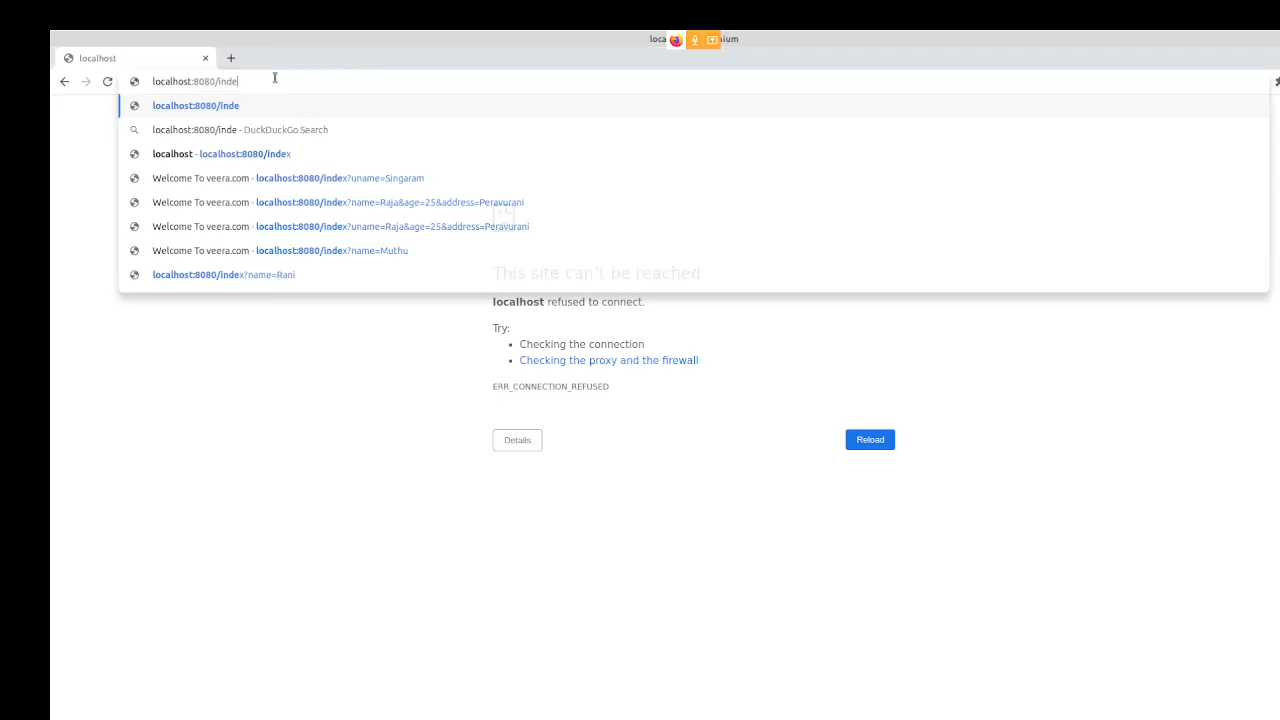 loca ium
localhost
localhost:8080/inde
localhost:8080/inde
localhost:8080/inde - DuckDuckGo Search
localhost - localhost:8080/index
Welcome To veera.com - localhost:8080/index?uname=Singaram
Welcome To veera.com - localhost:8080/index?name=Raja&age=25&address=Peravurani
Welcome To veera.com - localhost:8080/index?uname=Raja&age=25&address=Peravurani
Welcome To veera.com - localhost:8080/index?name=Muthu
localhost:8080/index?name=Rani
This site can't be reached
localhost refused to connect.
Try:
• Checking the connection
• Checking the proxy and the firewall
ERR_CONNECTION_REFUSED
Details
Reload